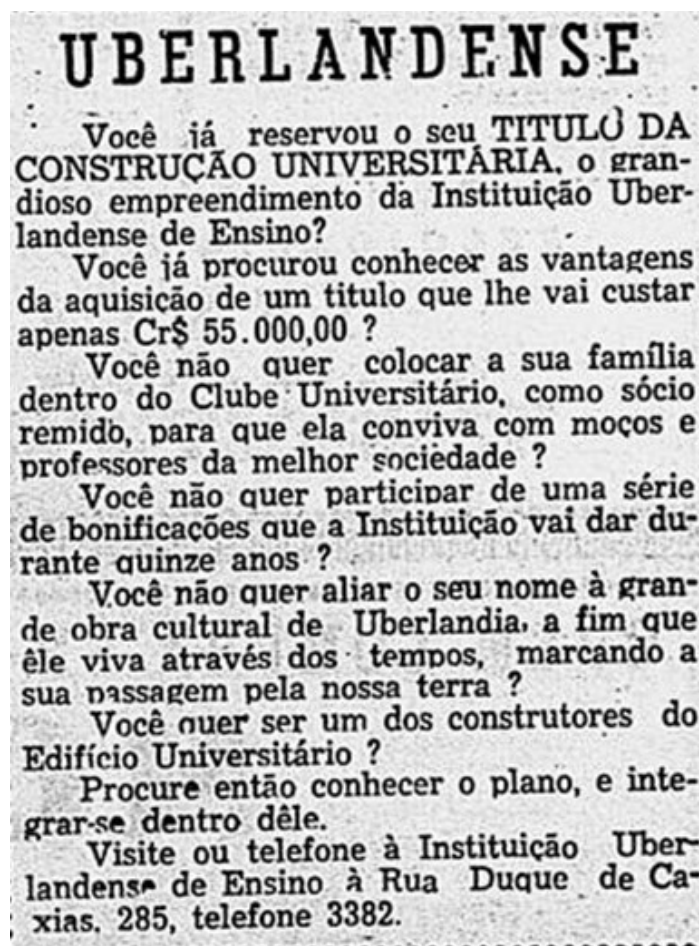 UBERLANDENSE
Você já reservou o seu TITULO DA
CONSTRUÇÃO UNIVERSITÁRIA, o gran-
dioso empreendimento da Instituição Uber-
landense de Ensino?
Você já procurou conhecer as vantagens
da aquisição de um titulo que lhe vai custar
apenas Cr$ 55.000,00 ?
Você não quer colocar a sua família
dentro do Clube Universitário, como sócio
remido, para que ela conviva com moços e
professores da melhor sociedade ?
Você não quer participar de uma série
de bonificações que a Instituição vai dar du-
rante quinze anos ?
Você não quer aliar o seu nome à gran-
de obra cultural de Uberlandia, a fim que
êle viva através dos tempos, marcando a
sua passagem pela nossa terra ?
Você quer ser um dos construtores do
Edifício Universitário ?
Procure então conhecer o plano, e inte-
grar-se dentro dêle.
Visite ou telefone à Instituição Uber-
landense de Ensino à Rua Duque de Ca-
xias, 285, telefone 3382.